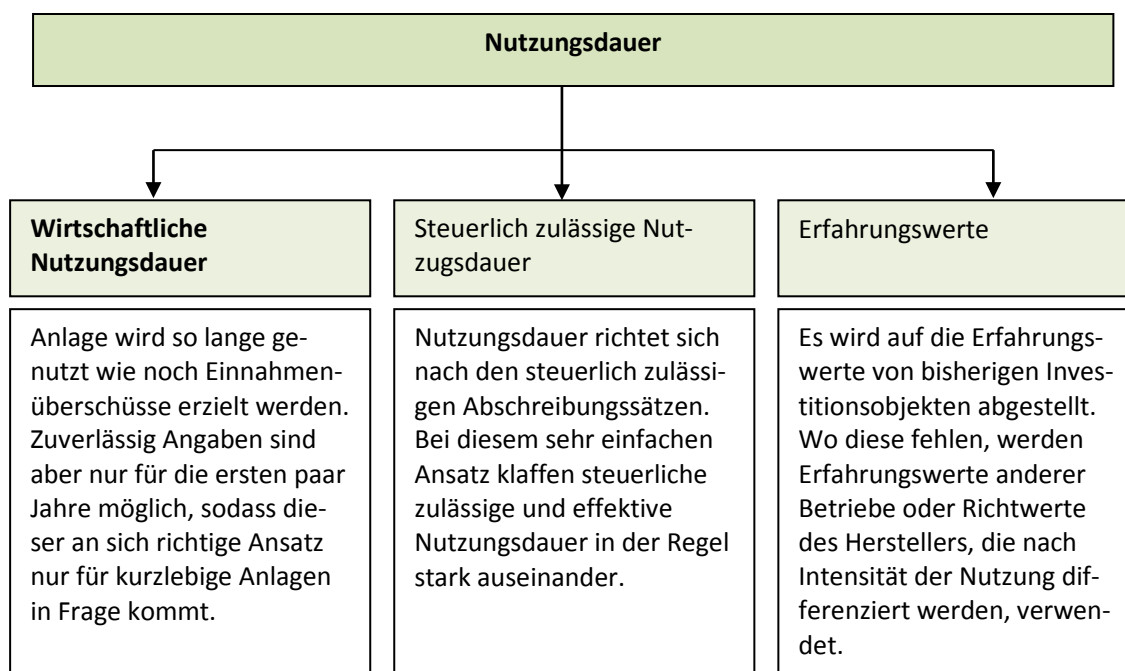 Nutzungsdauer
Wirtschaftliche
Nutzungsdauer
Steuerlich zulässige Nut-
zugsdauer
Erfahrungswerte
Anlage wird so lange ge-
nutzt wie noch Einnahmen-
überschüsse erzielt werden.
Zuverlässig Angaben sind
aber nur für die ersten paar
Jahre möglich, sodass die-
ser an sich richtige Ansatz
nur für kurzlebige Anlagen
in Frage kommt.
Nutzungsdauer richtet sich
nach den steuerlich zulässi-
gen Abschreibungssätzen.
Bei diesem sehr einfachen
Ansatz klaffen steuerliche
zulässige und effektive
Nutzungsdauer in der Regel
stark auseinander.
Es wird auf die Erfahrungs-
werte von bisherigen Inves-
titionsobjekten abgestellt.
Wo diese fehlen, werden
Erfahrungswerte anderer
Betriebe oder Richtwerte
des Herstellers, die nach
Intensität der Nutzung dif-
ferenziert werden, verwen-
det.